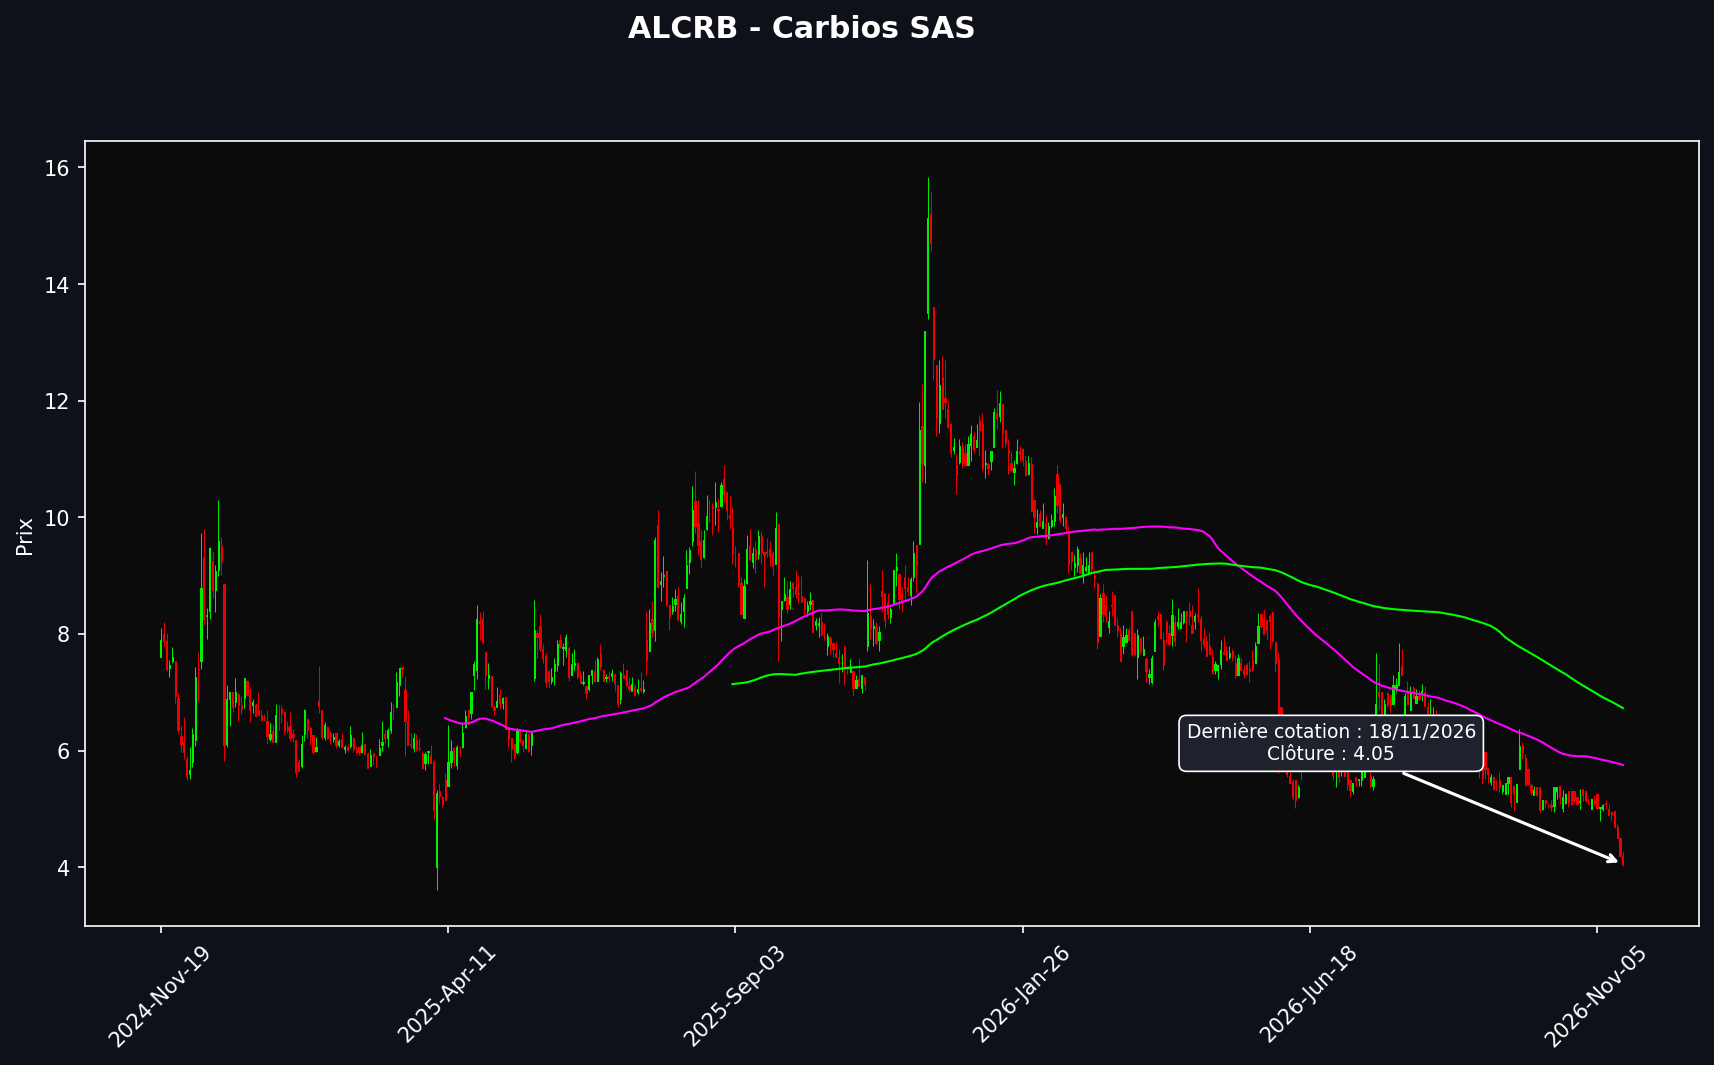 ALCRB - Carbios SAS
Prix
16
14
12
10
8
6
4
Dernière cotation : 18/11/2026
Clôture : 4.05
2024-Nov-19
2025-Apr-11
2025-Sep-03
2026-Jan-26
2026-Jun-18
2026-Nov-05